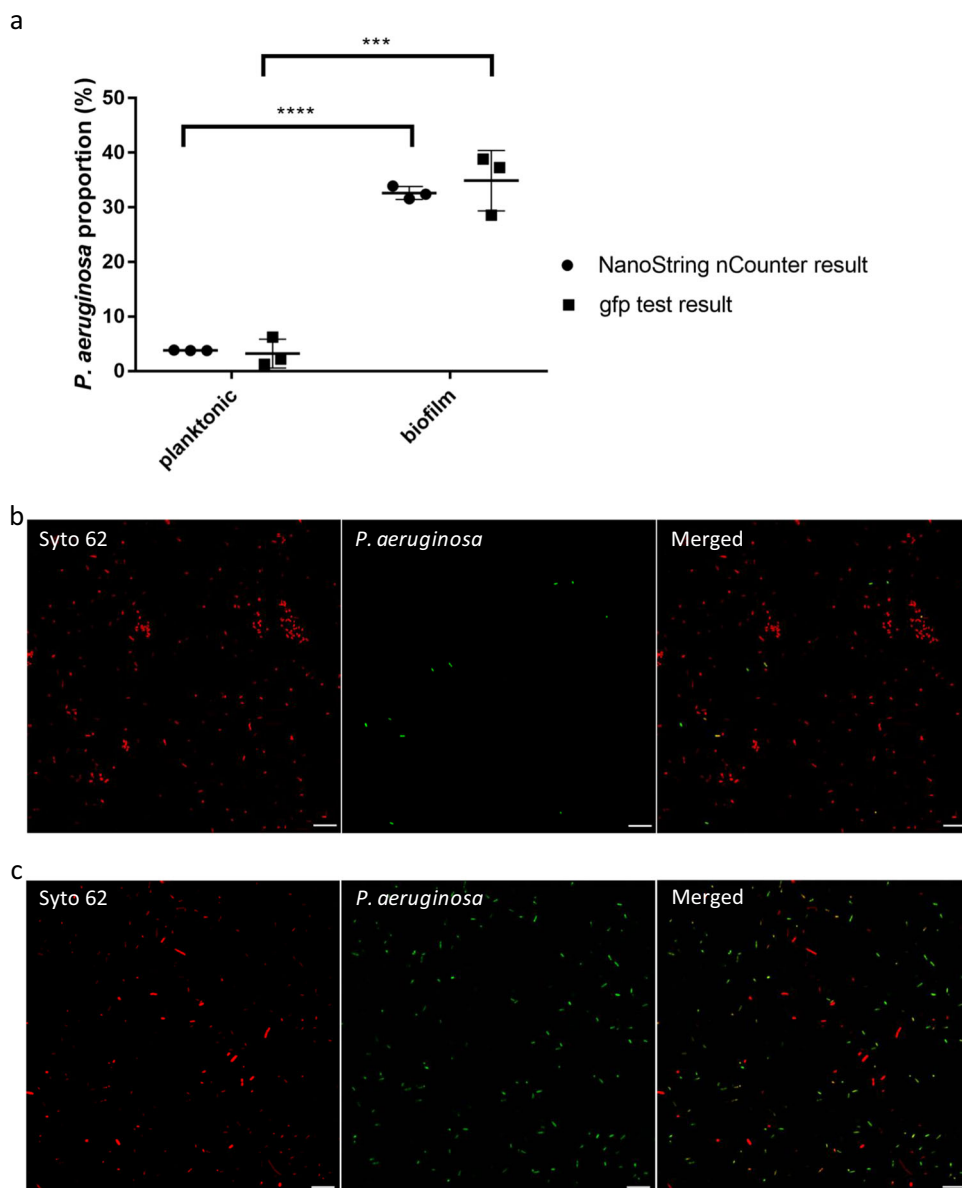 a
***
****
P. aeruginosa proportion (%)
50
40
30
20
10
0
planktonic
biofilm
NanoString nCounter result
gfp test result
b
Syto 62
P. aeruginosa
Merged
c
Syto 62
P. aeruginosa
Merged